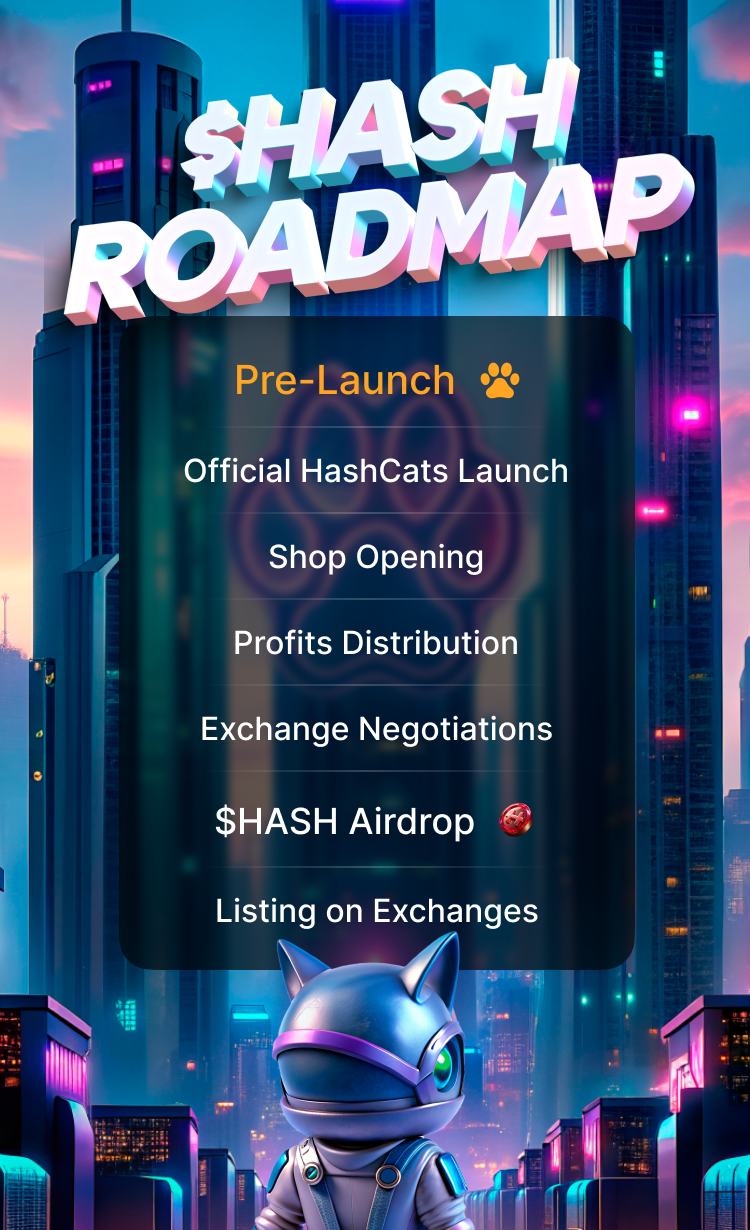 $HASH
ROADMAP
Pre-Launch
Official HashCats Launch
Shop Opening
Profits Distribution
Exchange Negotiations
$HASH Airdrop
Listing on Exchanges